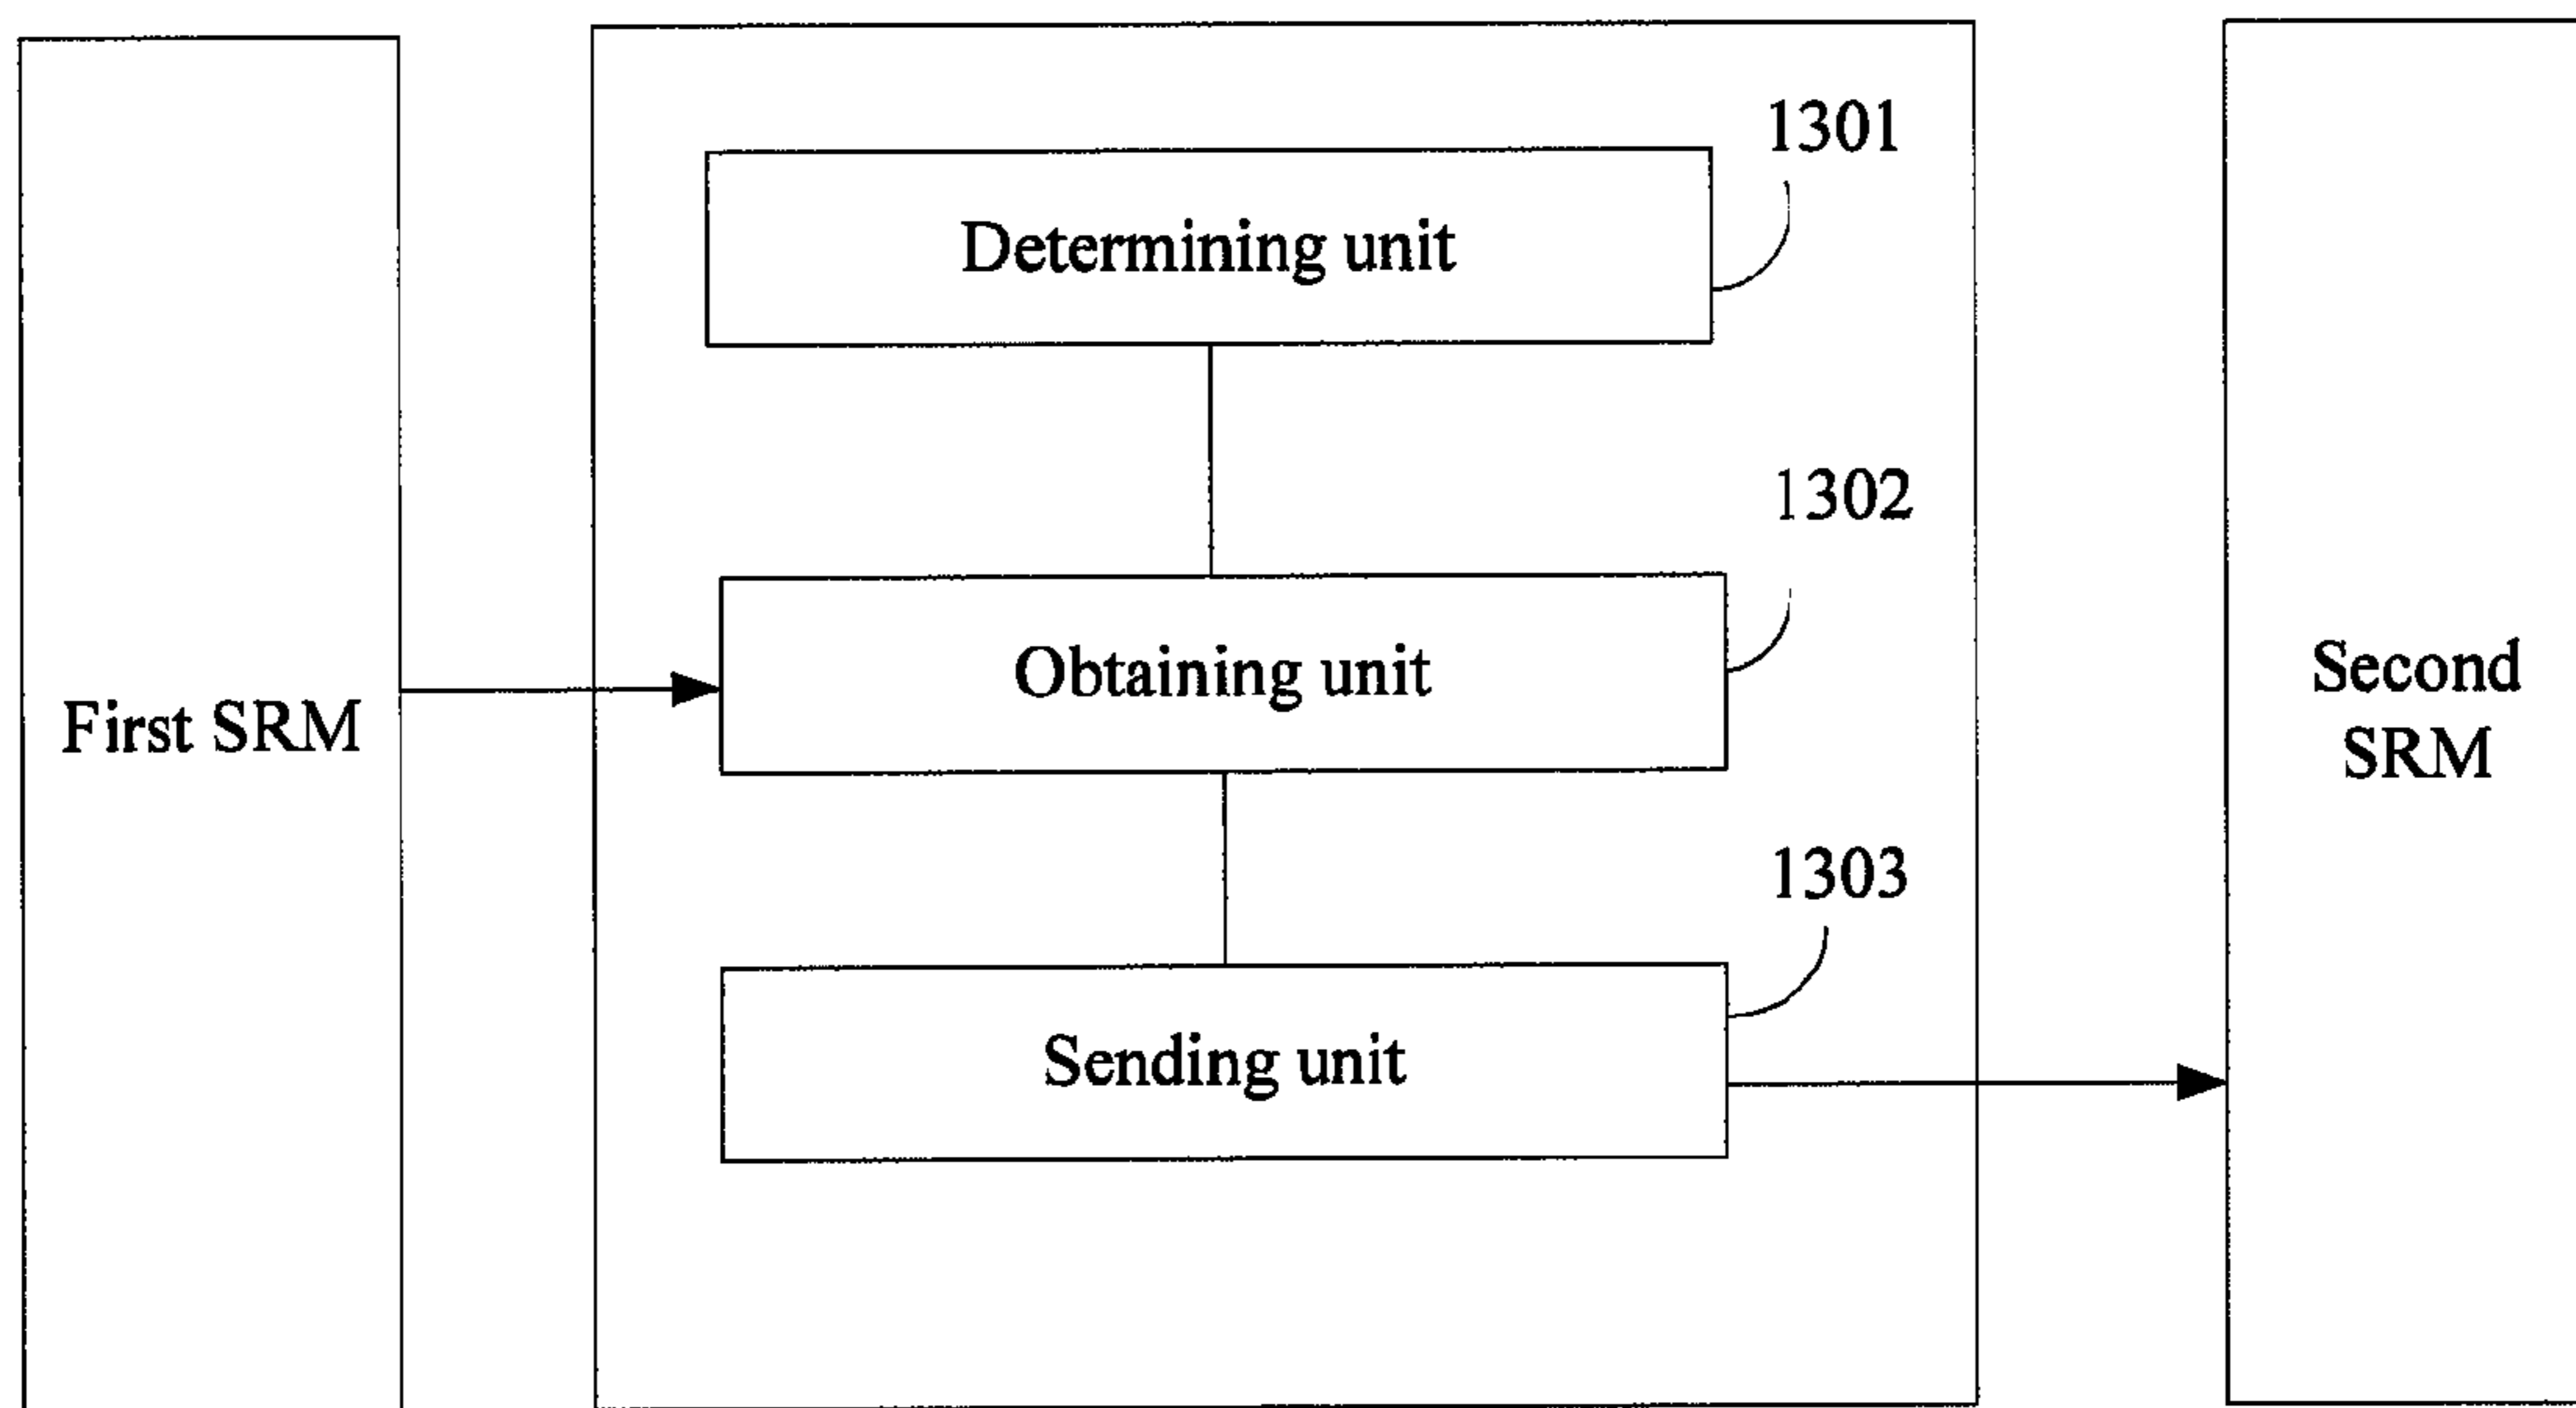 1301
Determining unit
1302
Obtaining unit
First SRM
Second
SRM
1303
Sending unit